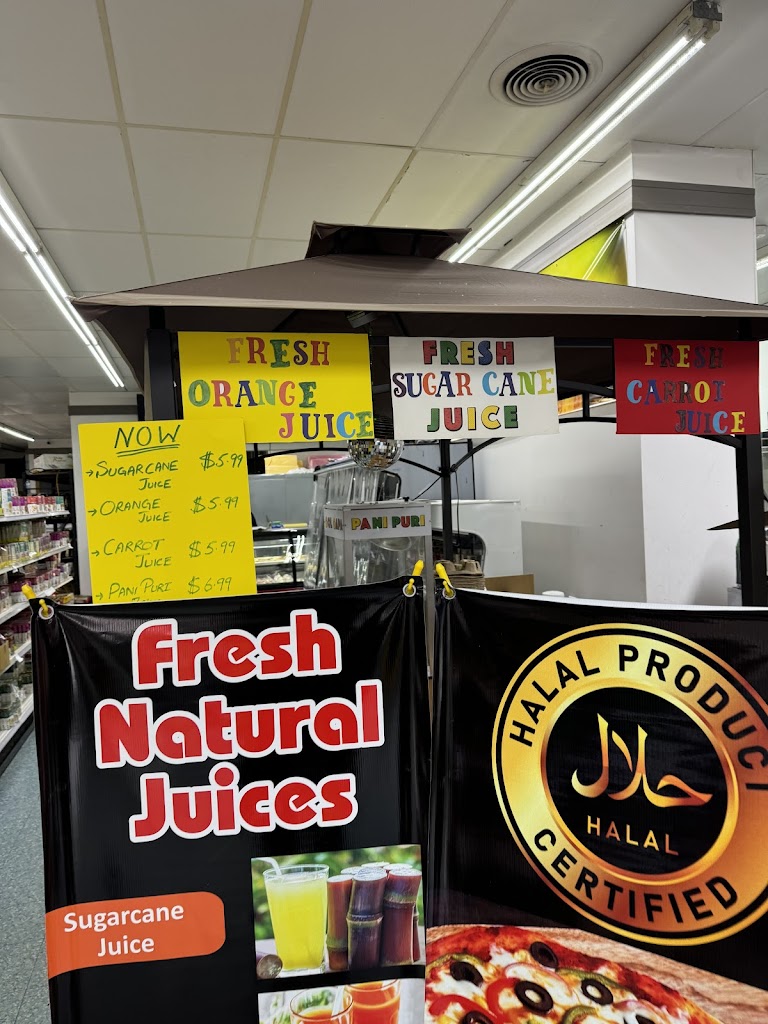 FRESH
ORANGE
JUICE
FRESH
SUGAR CANE
JUICE
FRESH
CARROT
JUICE
NOW
→SUGARCANE $5.99
JUICE
→ORANGE $5.99
JUICE
→CARROT $5.99
JUICE
→PANI PURI $6.99
PANI PURI
Fresh
Natural
Juices
Sugarcane
Juice
HALAL PRODUCT
حلال
HALAL
CERTIFIED